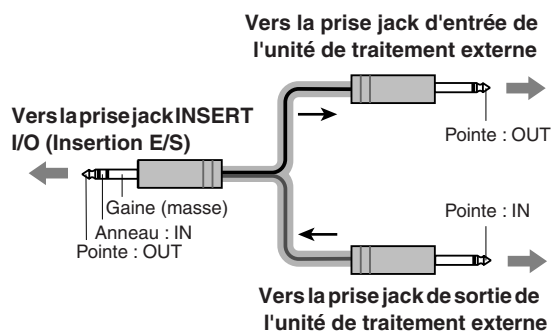 Vers la prise jack d'entrée de
l'unité de traitement externe
Vers la prise jack INSERT
I/O (Insertion E/S)
Pointe : OUT
Gaine (masse)
Anneau : IN
Pointe : OUT
Pointe : IN
Vers la prise jack de sortie de
l'unité de traitement externe